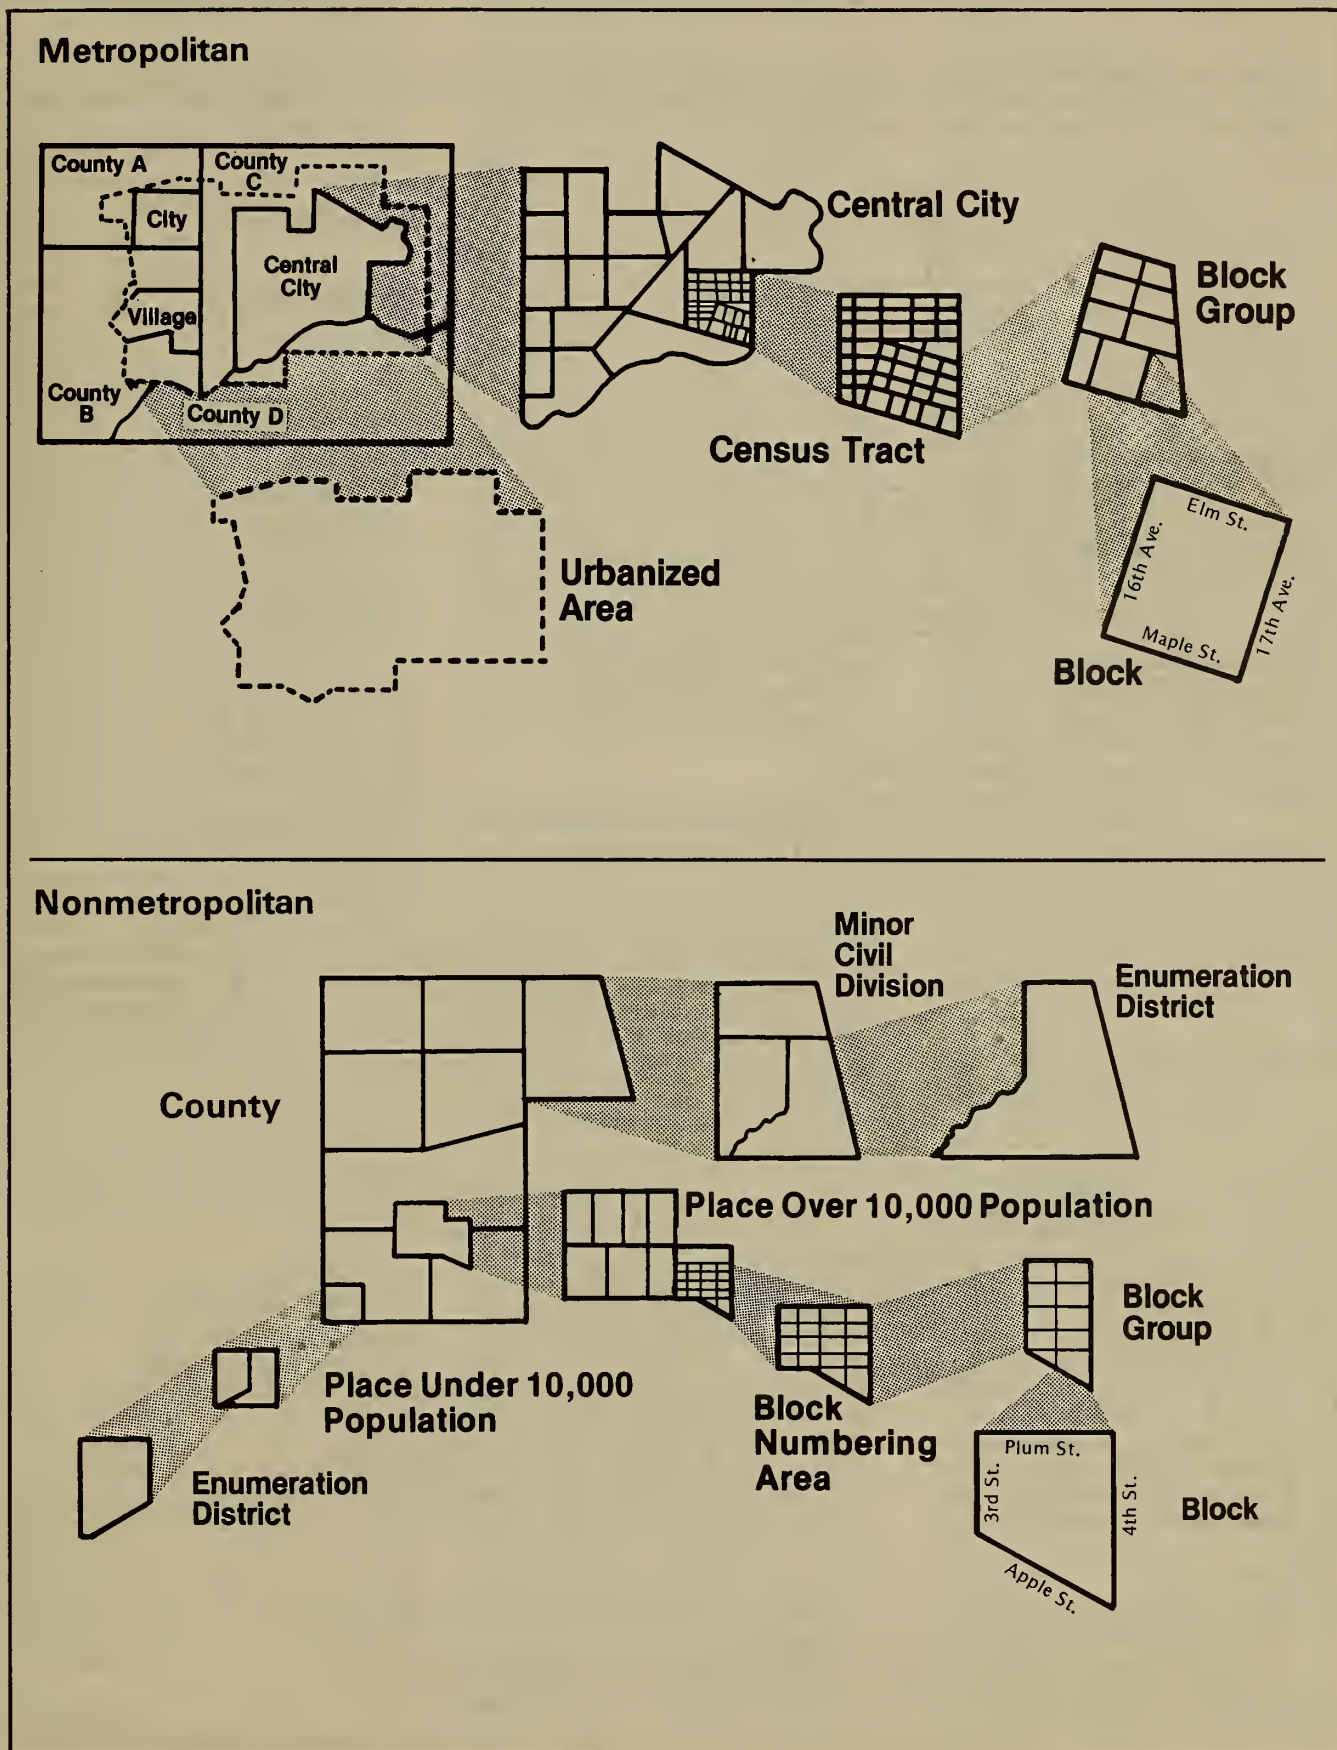 Metropolitan
County A
County
C
City
Central
City
Village
County
B
County D
Central City
Census Tract
Block
Group
Elm St.
16th Ave.
17th Ave.
Maple St.
Block
Urbanized
Area
Nonmetropolitan
County
Minor
Civil
Division
Enumeration
District
Place Over 10,000 Population
Block
Numbering
Area
Block
Group
Plum St.
3rd St.
4th St.
Apple St.
Block
Place Under 10,000
Population
Enumeration
District